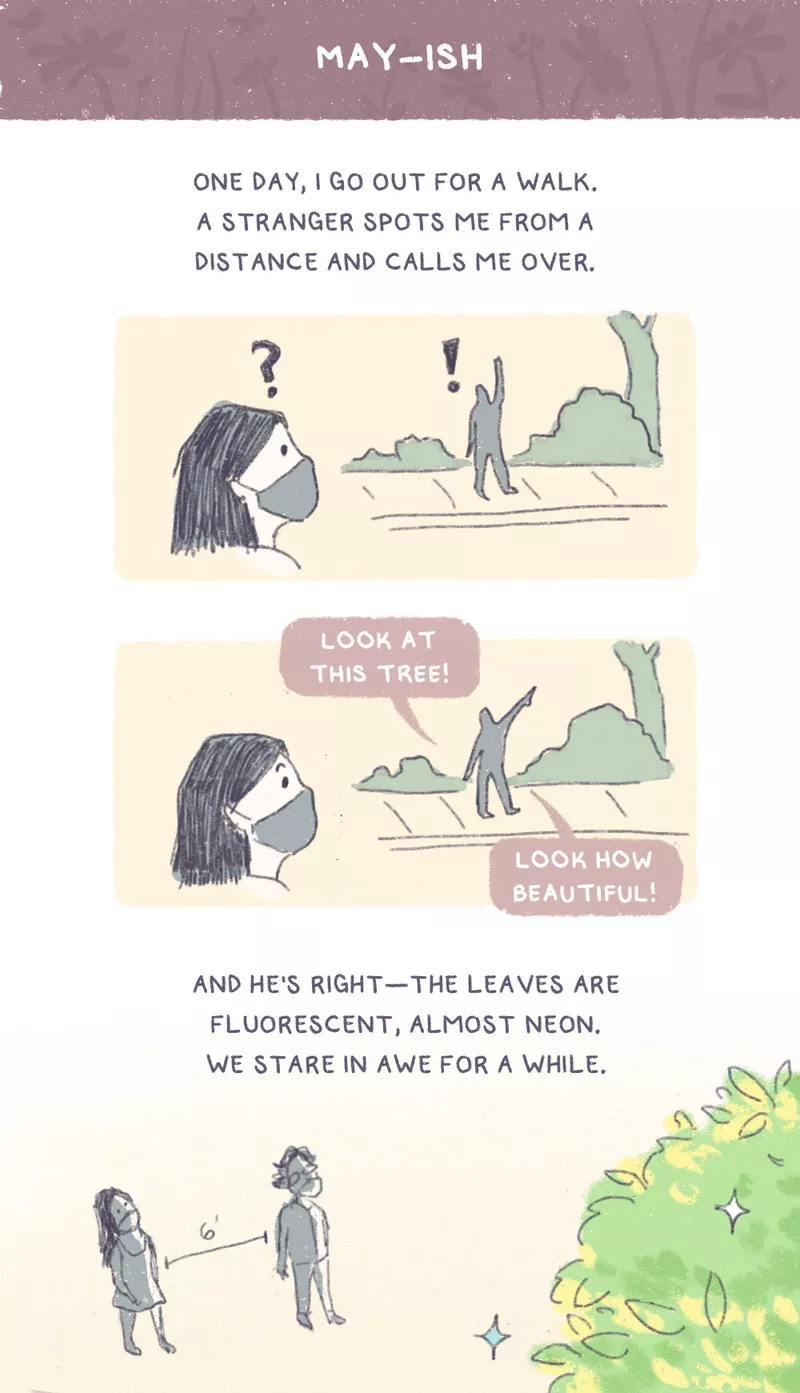 MAY-ISH
ONE DAY, I GO OUT FOR A WALK.
A STRANGER SPOTS ME FROM A
DISTANCE AND CALLS ME OVER.
?
!
LOOK AT
THIS TREE!
LOOK HOW
BEAUTIFUL!
AND HE'S RIGHT—THE LEAVES ARE
FLUORESCENT, ALMOST NEON.
WE STARE IN AWE FOR A WHILE.
6'